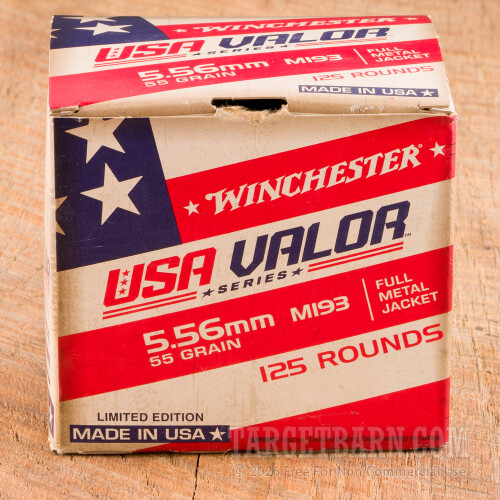 WINCHESTER
USA VALOR
SERIES
5.56mm M193
55 GRAIN
FULL
METAL
JACKET
125 ROUNDS
MADE IN USA
WINCHESTER
USA VALOR™
SERIES
5.56mm M193
55 GRAIN
FULL
METAL
JACKET
125 ROUNDS
LIMITED EDITION
MADE IN USA
TARGETBARN.COM
© 2026 Free For Non Commercial Use